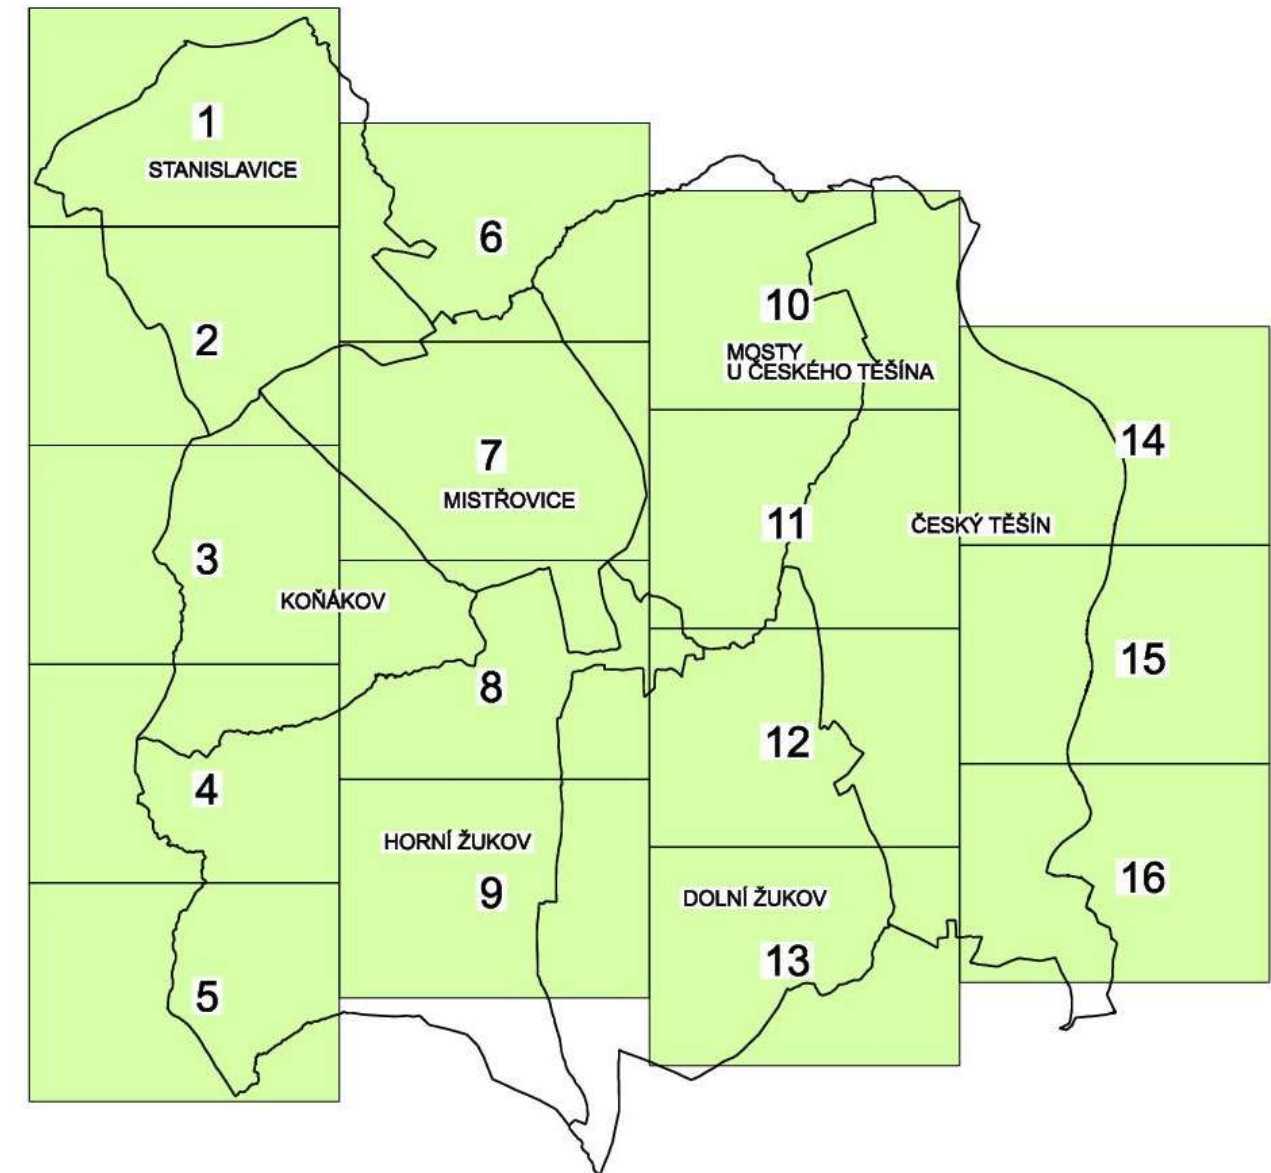 1
STANISLAVICE
2
3
KOŇÁKOV
4
5
6
7
MISTŘOVICE
8
HORNÍ ŽUKOV
9
10
MOSTY
U ČESKÉHO TĚŠÍNA
11
ČESKÝ TĚŠÍN
12
DOLNÍ ŽUKOV
13
14
15
16